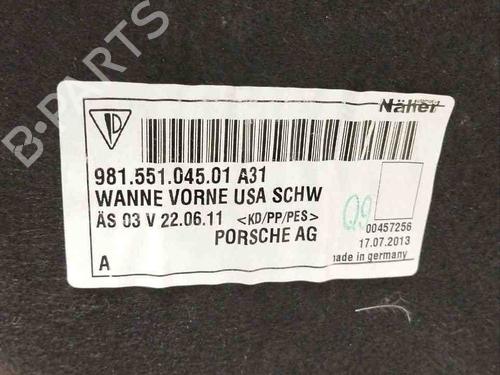 Näher
981.551.045.01 A31
WANNE VORNE USA SCHW
ÄS 03 V 22.06.11 <KD/PP/PES>
PORSCHE AG
A
Q9
00457256
17.07.2013
made in germany
B-PARTS